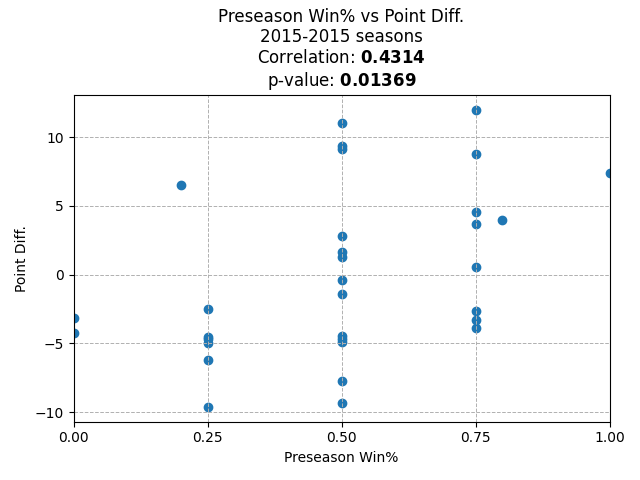 Preseason Win% vs Point Diff.
2015-2015 seasons
Correlation: 0.4314
p-value: 0.01369
10
5
0
−5
−10
Point Diff.
0.00 0.25 0.50 0.75 1.00
Preseason Win%